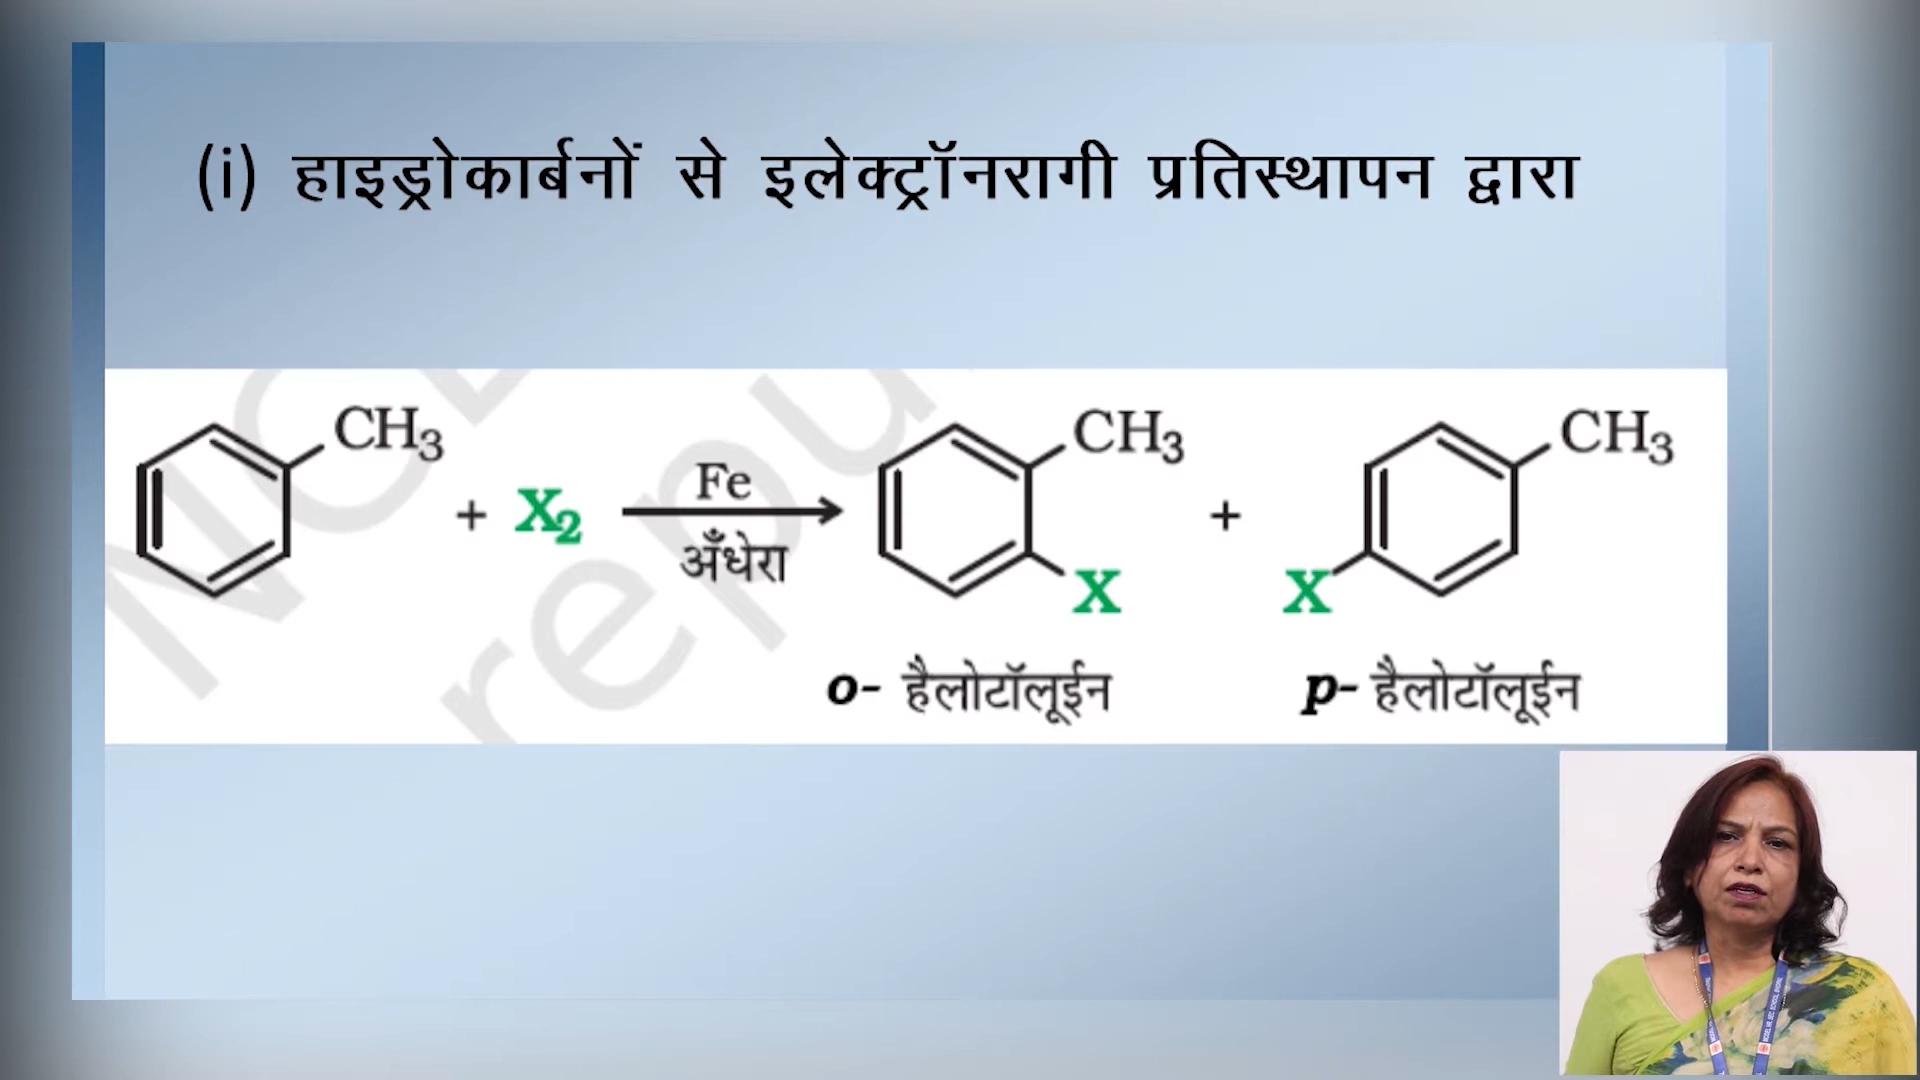 (i) हाइड्रोकार्बनों से इलेक्ट्रॉनरागी प्रतिस्थापन द्वारा
CH3 + X2 Fe अँधेरा CH3 X + CH3 X
o- हैलोटॉलूईन p- हैलोटॉलूईन